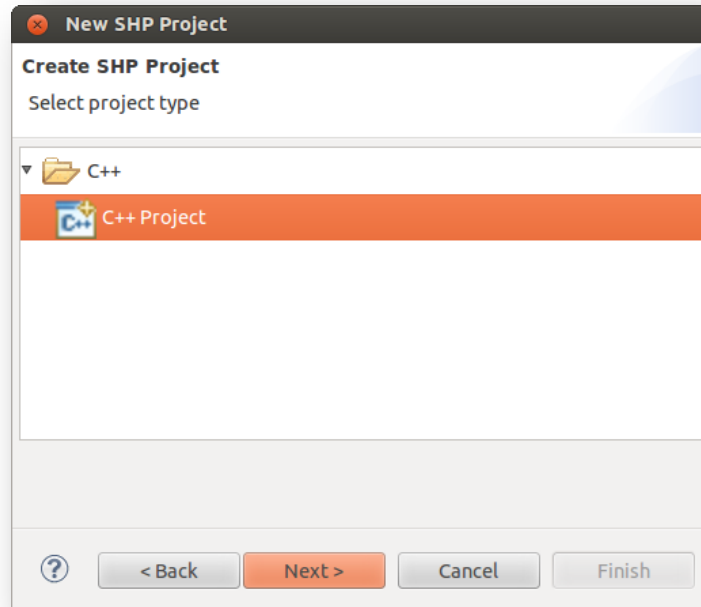 New SHP Project
Create SHP Project
Select project type
C++
C++ C++ Project
? < Back Next > Cancel Finish